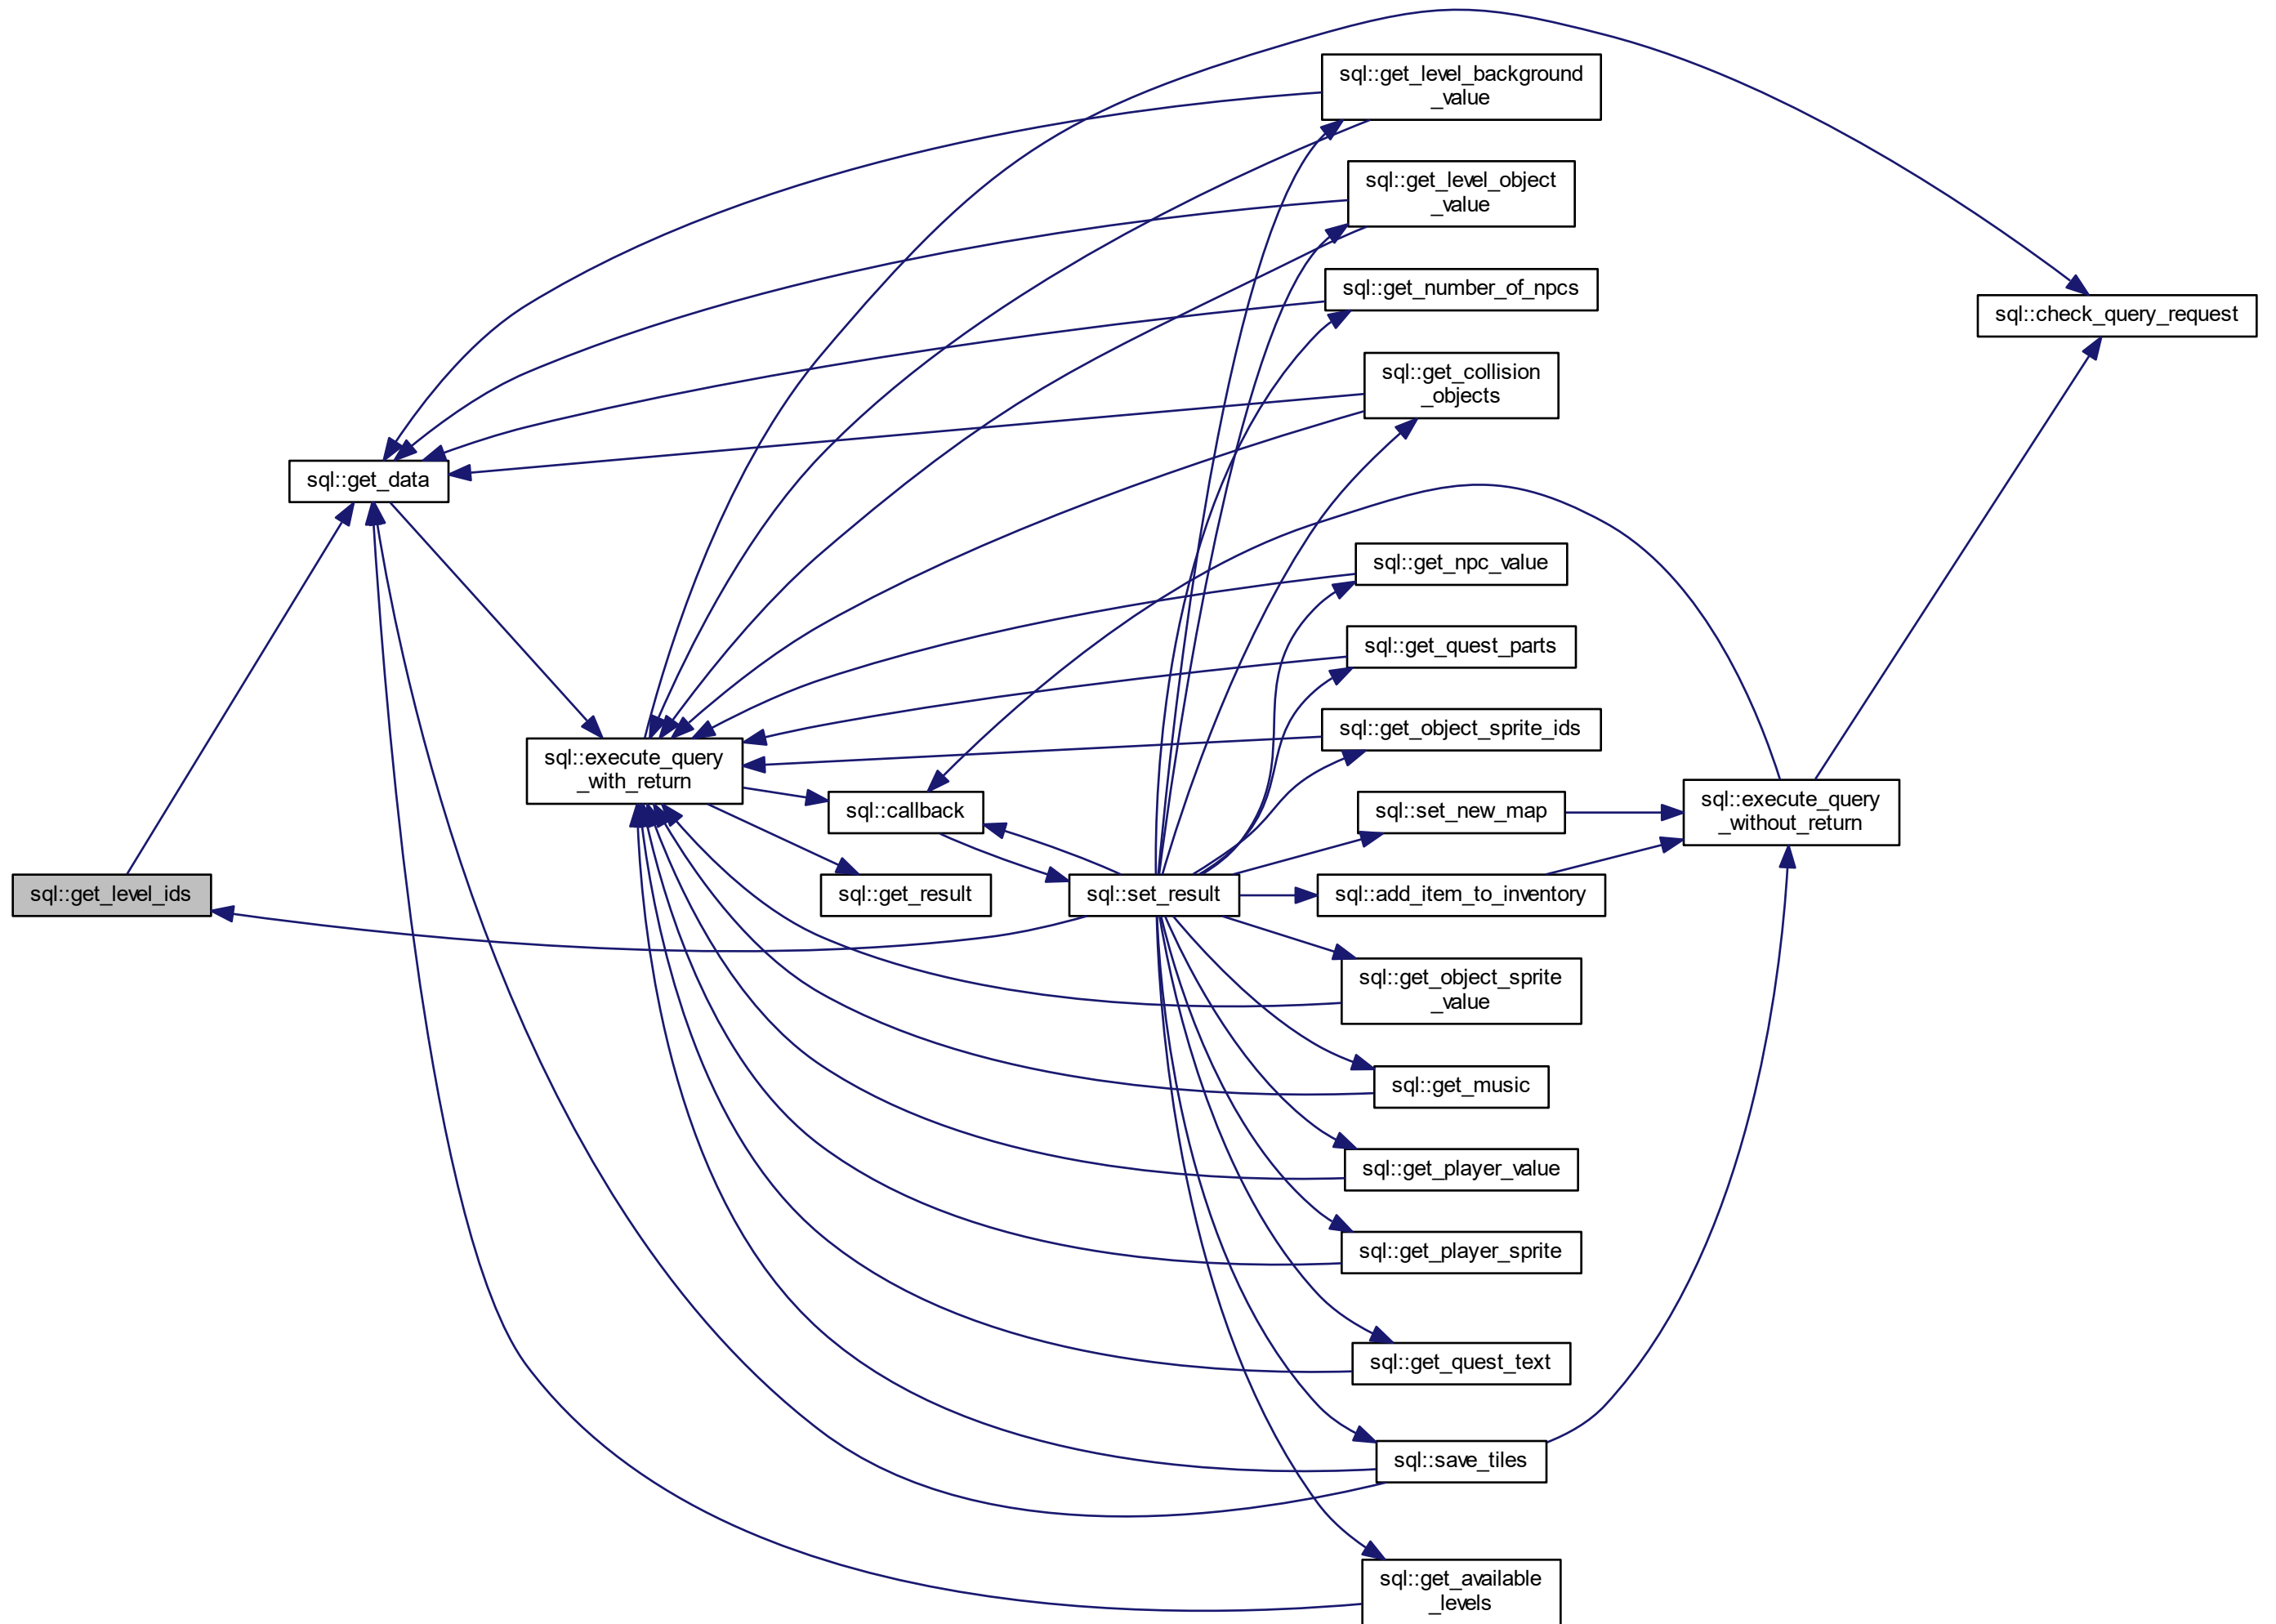 sql::get_level_background
_value
sql::get_level_object
_value
sql::get_number_of_npcs
sql::check_query_request
sql::get_collision
_objects
sql::get_data
sql::get_npc_value
sql::get_quest_parts
sql::get_object_sprite_ids
sql::execute_query
_with_return
sql::callback
sql::set_new_map
sql::execute_query
_without_return
sql::get_level_ids
sql::get_result
sql::set_result
sql::add_item_to_inventory
sql::get_object_sprite
_value
sql::get_music
sql::get_player_value
sql::get_player_sprite
sql::get_quest_text
sql::save_tiles
sql::get_available
_levels